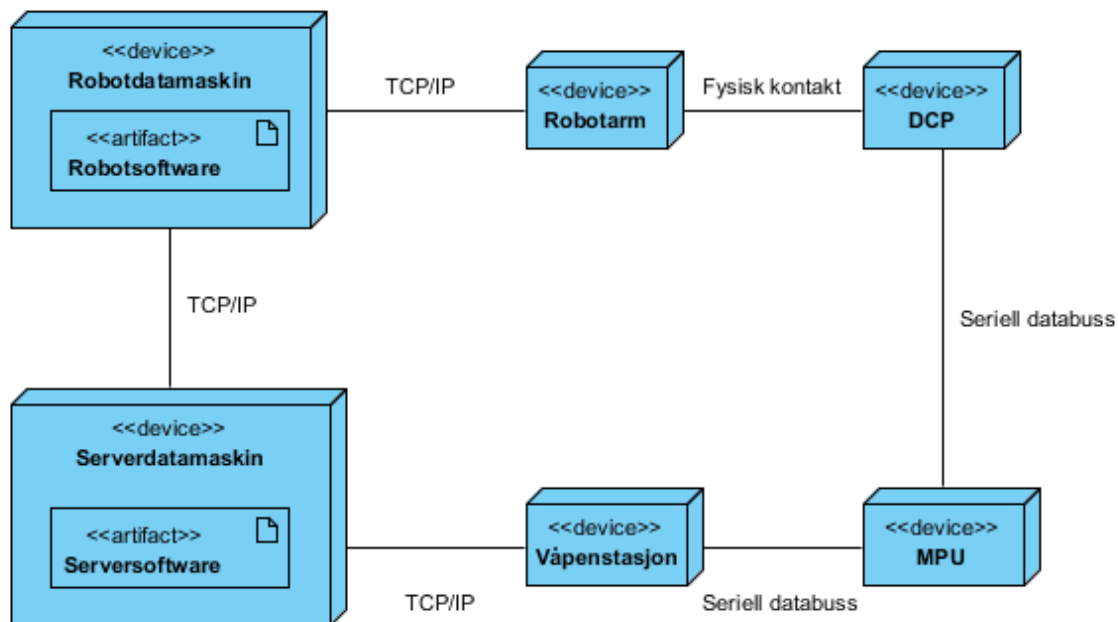 <<device>>
Robotdatamaskin
<<artifact>>
Robotsoftware
TCP/IP
<<device>>
Robotarm
Fysisk kontakt
<<device>>
DCP
TCP/IP
Seriell databuss
<<device>>
Serverdatamaskin
<<artifact>>
Serversoftware
TCP/IP
<<device>>
Våpenstasjon
Seriell databuss
<<device>>
MPU